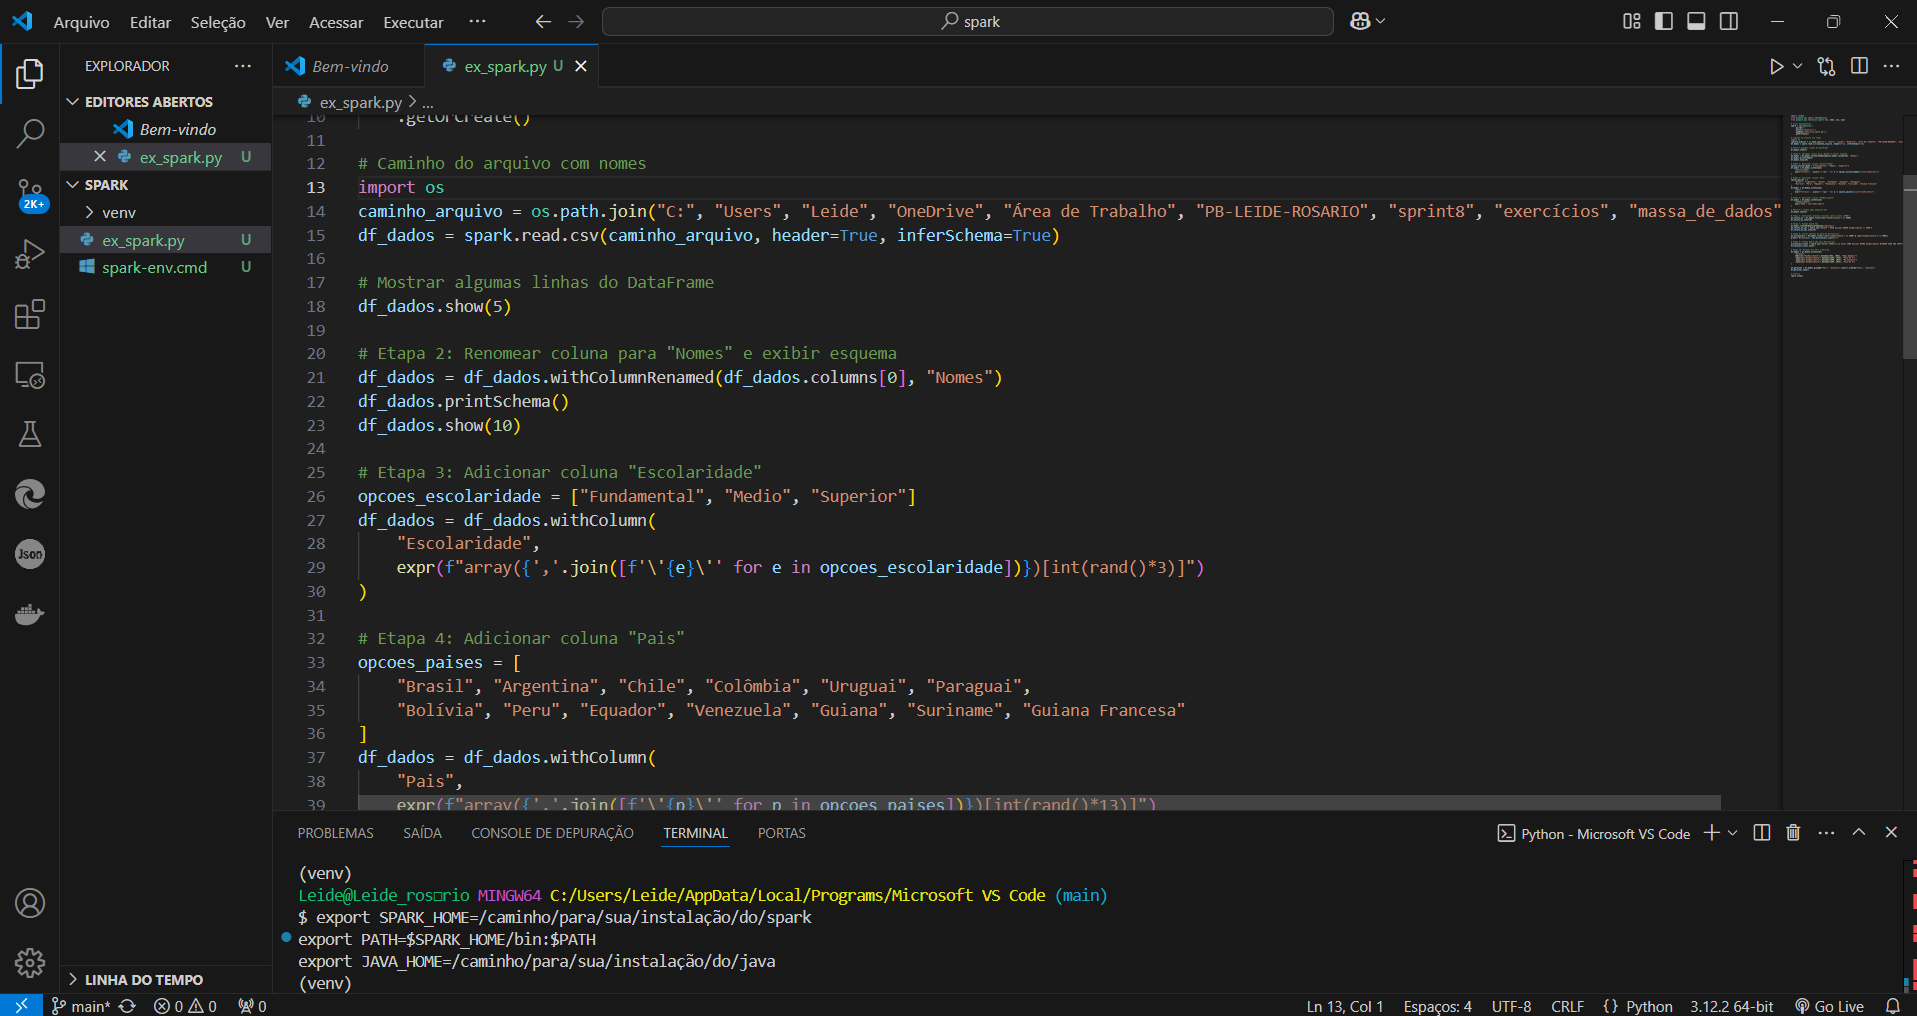 Arquivo Editar Seleção Ver Acessar Executar ··· spark
EXPLORADOR ···
EDITORES ABERTOS
Bem-vindo
ex_spark.py U
SPARK
venv
ex_spark.py U
spark-env.cmd U
LINHA DO TEMPO
2K+
Json
Bem-vindo
ex_spark.py U
ex_spark.py > ...
10 .getOrCreate()
11
12 # Caminho do arquivo com nomes
13 import os
14 caminho_arquivo = os.path.join("C:", "Users", "Leide", "OneDrive", "Área de Trabalho", "PB-LEIDE-ROSARIO", "sprint8", "exercícios", "massa_de_dados"
15 df_dados = spark.read.csv(caminho_arquivo, header=True, inferSchema=True)
16
17 # Mostrar algumas linhas do DataFrame
18 df_dados.show(5)
19
20 # Etapa 2: Renomear coluna para "Nomes" e exibir esquema
21 df_dados = df_dados.withColumnRenamed(df_dados.columns[0], "Nomes")
22 df_dados.printSchema()
23 df_dados.show(10)
24
25 # Etapa 3: Adicionar coluna "Escolaridade"
26 opcoes_escolaridade = ["Fundamental", "Medio", "Superior"]
27 df_dados = df_dados.withColumn(
28 "Escolaridade",
29 expr(f"array({','.join([f'\'{e}\'' for e in opcoes_escolaridade])})[int(rand()*3)]")
30 )
31
32 # Etapa 4: Adicionar coluna "Pais"
33 opcoes_paises = [
34 "Brasil", "Argentina", "Chile", "Colômbia", "Uruguai", "Paraguai",
35 "Bolívia", "Peru", "Equador", "Venezuela", "Guiana", "Suriname", "Guiana Francesa"
36 ]
37 df_dados = df_dados.withColumn(
38 "Pais",
39 expr(f"array({','.join([f'\'{p}\'' for p in opcoes_paises])})[int(rand()*13)]")
PROBLEMAS SAÍDA CONSOLE DE DEPURAÇÃO TERMINAL PORTAS Python - Microsoft VS Code
(venv)
Leide@Leide_ros□rio MINGW64 C:/Users/Leide/AppData/Local/Programs/Microsoft VS Code (main)
$ export SPARK_HOME=/caminho/para/sua/instalação/do/spark
export PATH=$SPARK_HOME/bin:$PATH
export JAVA_HOME=/caminho/para/sua/instalação/do/java
(venv)
main* 0 0 0 Ln 13, Col 1 Espaços: 4 UTF-8 CRLF {} Python 3.12.2 64-bit Go Live